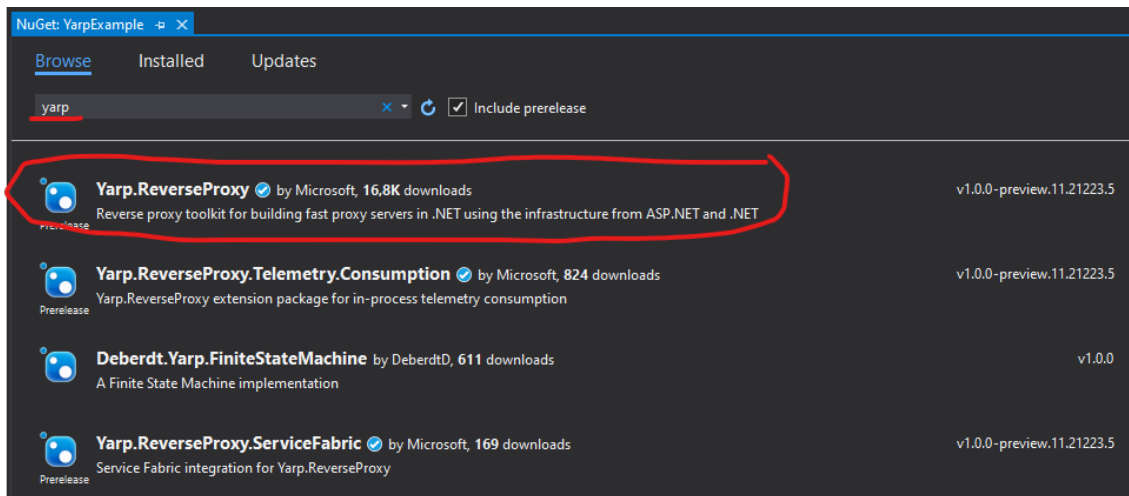 NuGet: YarpExample
Browse Installed Updates
yarp Include prerelease
Yarp.ReverseProxy by Microsoft, 16,8K downloads v1.0.0-preview.11.21223.5
Reverse proxy toolkit for building fast proxy servers in .NET using the infrastructure from ASP.NET and .NET
Prerelease
Yarp.ReverseProxy.Telemetry.Consumption by Microsoft, 824 downloads v1.0.0-preview.11.21223.5
Yarp.ReverseProxy extension package for in-process telemetry consumption
Prerelease
Deberdt.Yarp.FiniteStateMachine by DeberdtD, 611 downloads v1.0.0
A Finite State Machine implementation
Yarp.ReverseProxy.ServiceFabric by Microsoft, 169 downloads v1.0.0-preview.11.21223.5
Service Fabric integration for Yarp.ReverseProxy
Prerelease